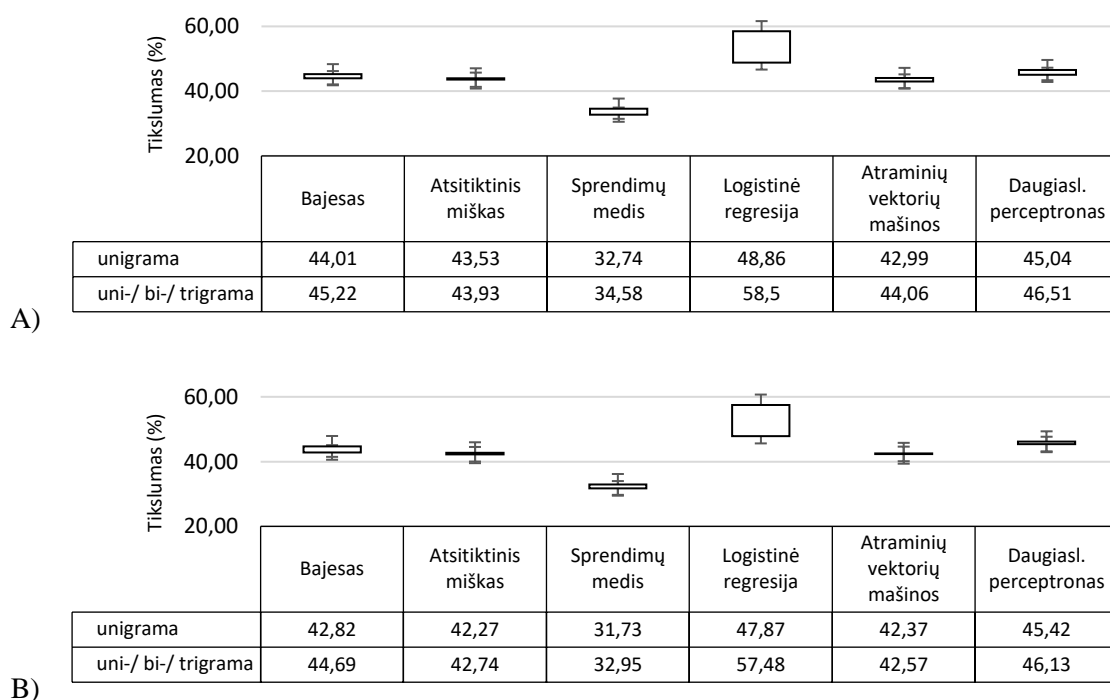 60,00
40,00
20,00
Tikslumas (%)
Bajesas Atsitiktinis miškas Sprendimų medis Logistinė regresija Atraminių vektorių mašinos Daugiasl. perceptronas
unigrama 44,01 43,53 32,74 48,86 42,99 45,04
uni-/ bi-/ trigrama 45,22 43,93 34,58 58,5 44,06 46,51
A)
60,00
40,00
20,00
Tikslumas (%)
Bajesas Atsitiktinis miškas Sprendimų medis Logistinė regresija Atraminių vektorių mašinos Daugiasl. perceptronas
unigrama 42,82 42,27 31,73 47,87 42,37 45,42
uni-/ bi-/ trigrama 44,69 42,74 32,95 57,48 42,57 46,13
B)